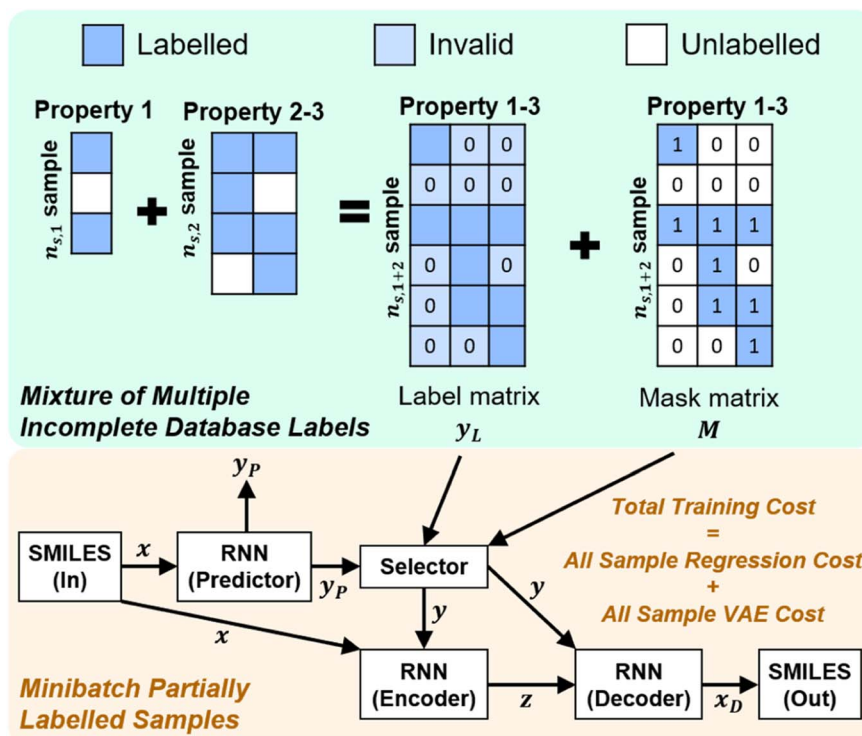 Labelled Invalid Unlabelled
Property 1 Property 2-3 Property 1-3 Property 1-3
n_{s,1} sample
n_{s,2} sample
n_{s,1+2} sample
n_{s,1+2} sample
+ = +
0 0
0 0 0
0 0
0
0 0
1 0 0
0 0 0
1 1 1
0 1 0
0 1 1
0 0 1
Mixture of Multiple
Incomplete Database Labels
Label matrix
y_L
Mask matrix
M
y_P
SMILES
(In)
x
RNN
(Predictor)
y_P
Selector
x
y
y
Total Training Cost
=
All Sample Regression Cost
+
All Sample VAE Cost
RNN
(Encoder)
z
RNN
(Decoder)
x_D
SMILES
(Out)
Minibatch Partially
Labelled Samples